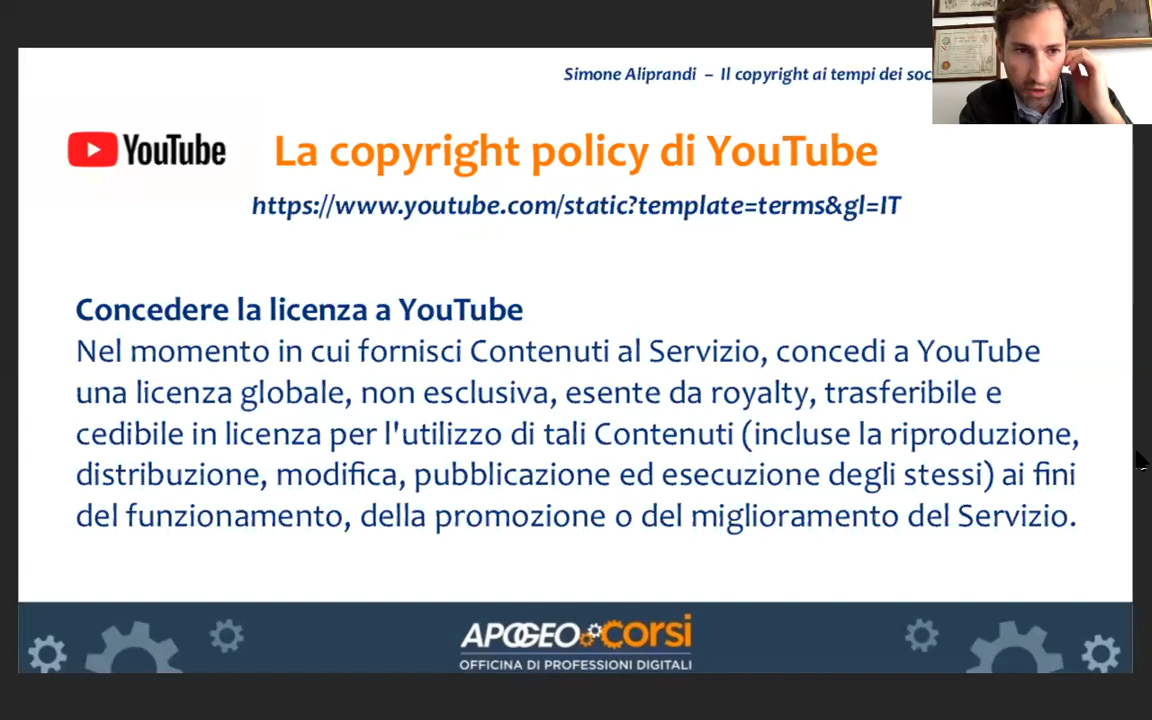 Simone Aliprandi – Il copyright ai tempi dei
YouTube
La copyright policy di YouTube
https://www.youtube.com/static?template=terms&gl=IT
Concedere la licenza a YouTube
Nel momento in cui fornisci Contenuti al Servizio, concedi a YouTube
una licenza globale, non esclusiva, esente da royalty, trasferibile e
cedibile in licenza per l'utilizzo di tali Contenuti (incluse la riproduzione,
distribuzione, modifica, pubblicazione ed esecuzione degli stessi) ai fini
del funzionamento, della promozione o del miglioramento del Servizio.
APOGEO CORSI
OFFICINA DI PROFESSIONI DIGITALI